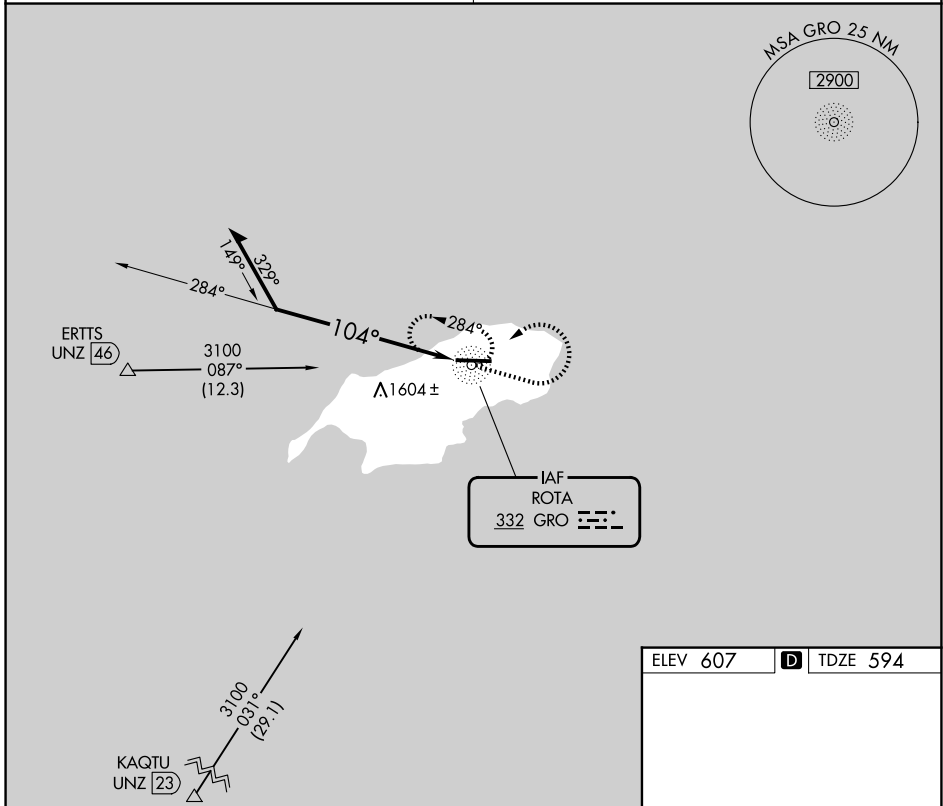 MSA GRO 25 NM
2900
149°
329°
284°
104°
284°
ERTTS
UNZ 46
3100
087°
(12.3)
1604 ±
IAF
ROTA
332 GRO
3100
031°
(29.1)
KAQTU
UNZ 23
ELEV 607 D TDZE 594